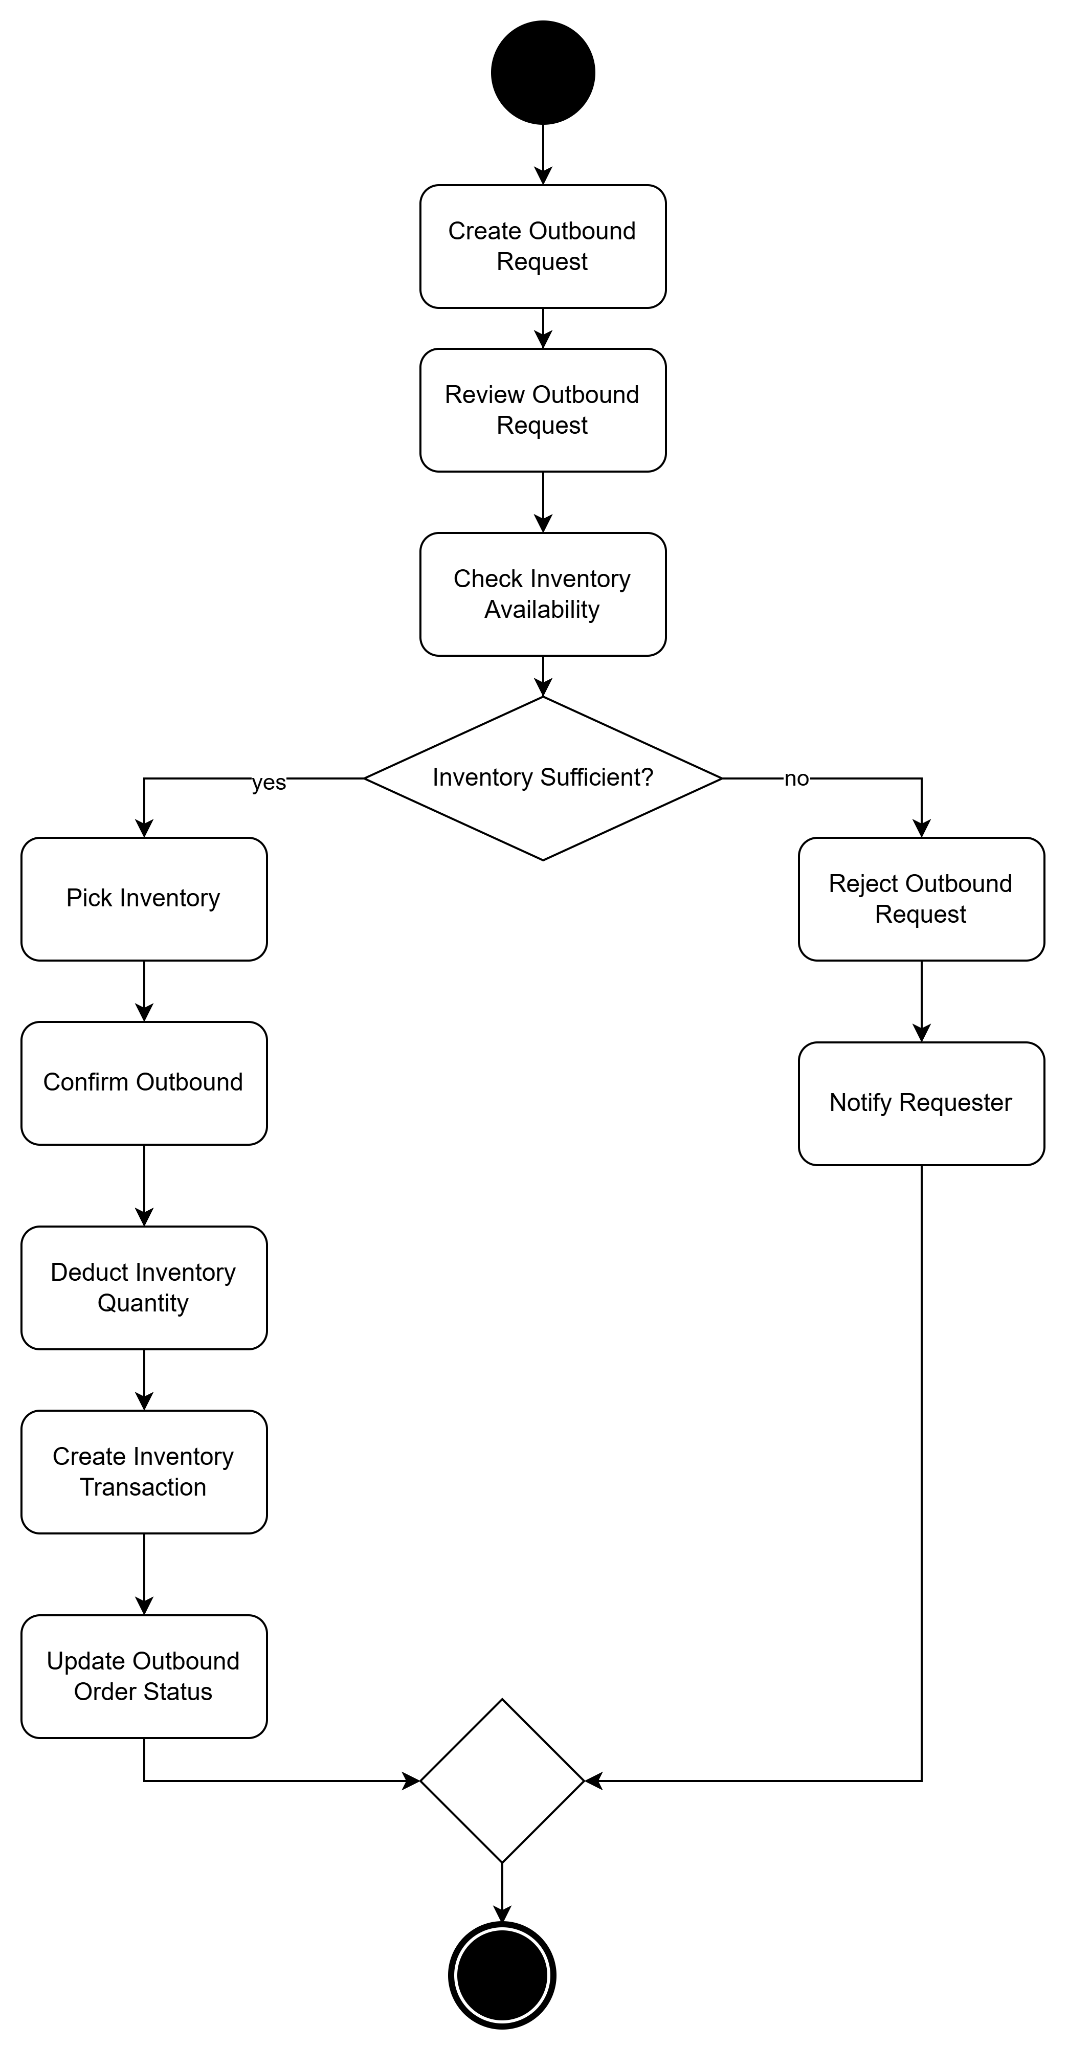 Create Outbound
Request
Review Outbound
Request
Check Inventory
Availability
Inventory Sufficient?
yes
no
Pick Inventory
Reject Outbound
Request
Confirm Outbound
Notify Requester
Deduct Inventory
Quantity
Create Inventory
Transaction
Update Outbound
Order Status